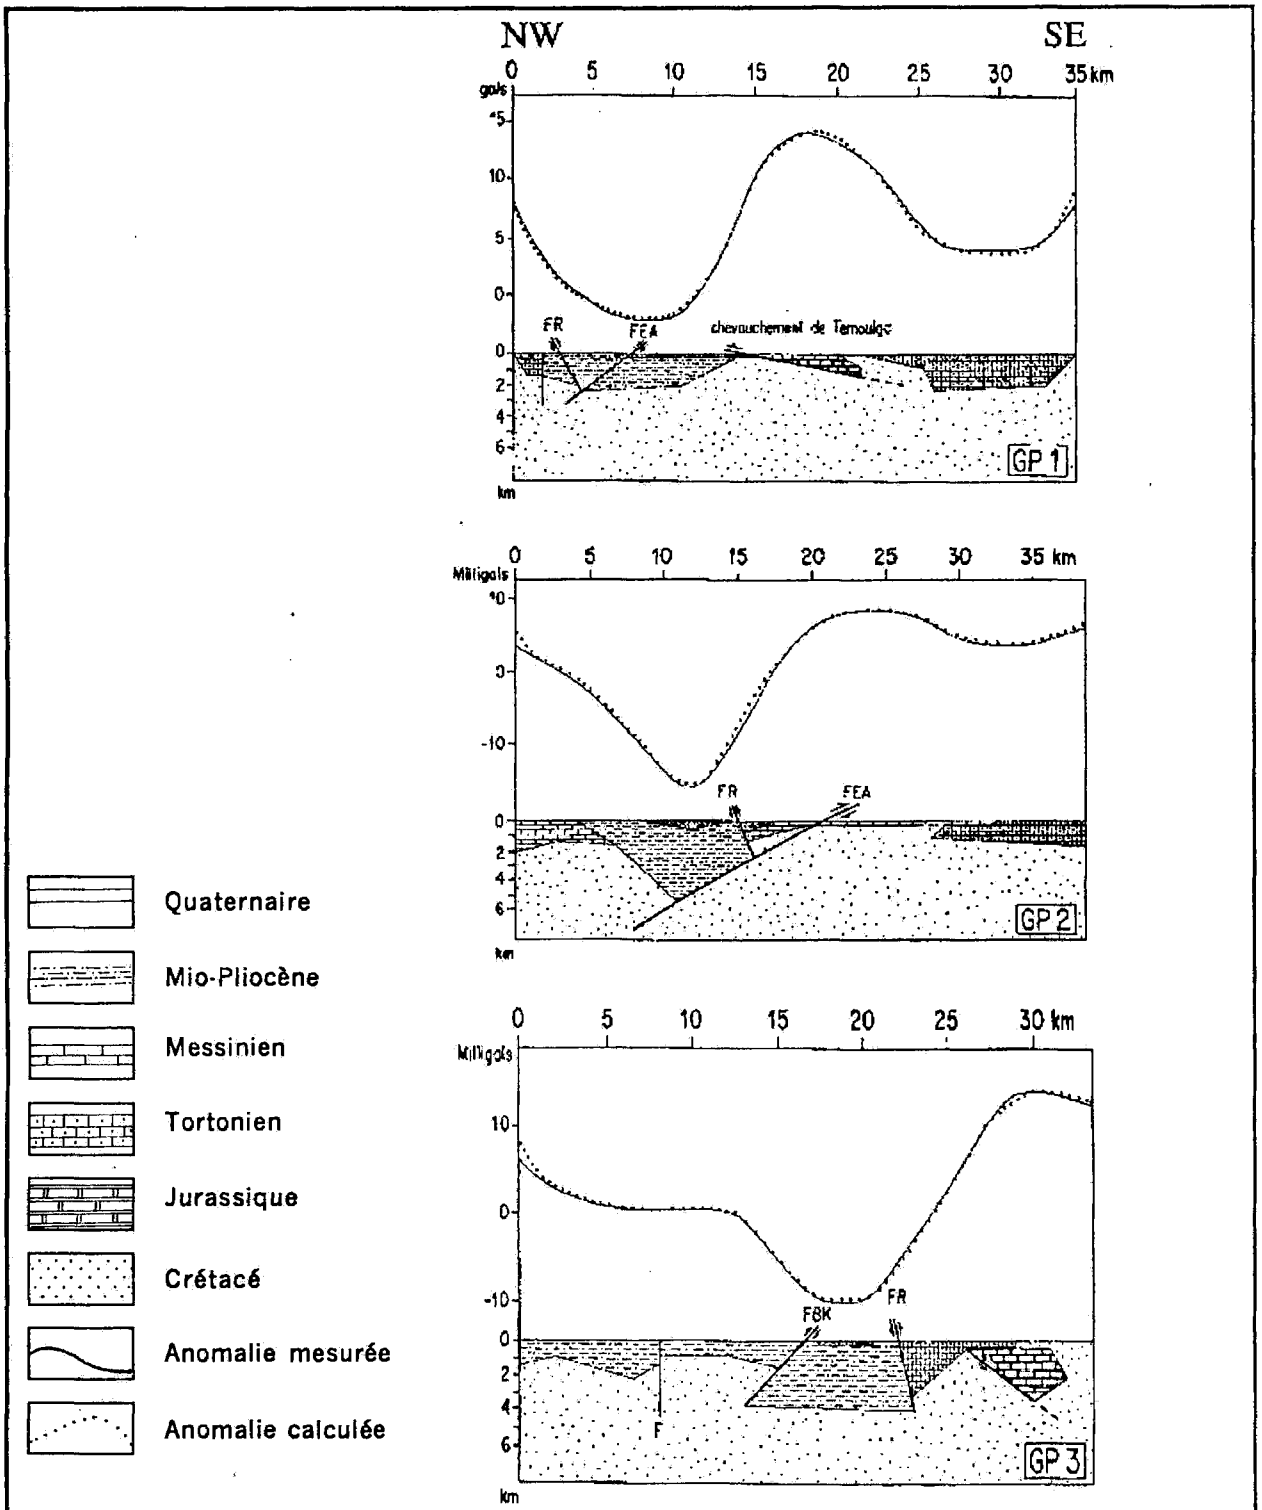 NW SE
0 5 10 15 20 25 30 35 km
gals
15
10
5
0
FR FEA chevauchement de Temoulga
0
2
4
6
km
GP 1
0 5 10 15 20 25 30 35 km
Milligals
10
0
-10
FR FEA
0
2
4
6
km
GP 2
0 5 10 15 20 25 30 km
Milligals
10
0
-10
FBK FR
0
2
4
6
F
km
GP 3
Quaternaire
Mio-Pliocène
Messinien
Tortonien
Jurassique
Crétacé
Anomalie mesurée
Anomalie calculée